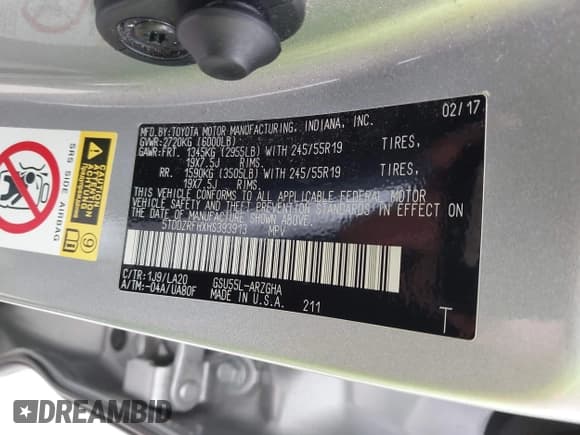 02/17
MFD.BY:TOYOTA MOTOR MANUFACTURING, INDIANA, INC.
GVWR:2720KG (6000LB)
GAWR:FRT. 1345KG (2955LB) WITH 245/55R19 TIRES,
19X7.5J RIMS.
RR. 1590KG (3505LB) WITH 245/55R19 TIRES,
19X7.5J RIMS.
THIS VEHICLE CONFORMS TO ALL APPLICABLE FEDERAL MOTOR
VEHICLE SAFETY AND THEFT PREVENTION STANDARDS IN EFFECT ON
THE DATE OF MANUFACTURE SHOWN ABOVE.
5TDDZRFHXHS393913 MPV
C/TR:1J9/LA20 GSU55L-ARZGHA
A/TM:-04A/UA80F MADE IN U.S.A. 211
T
SRS SIDE AIRBAG
CAUTION
9
DREAMBID